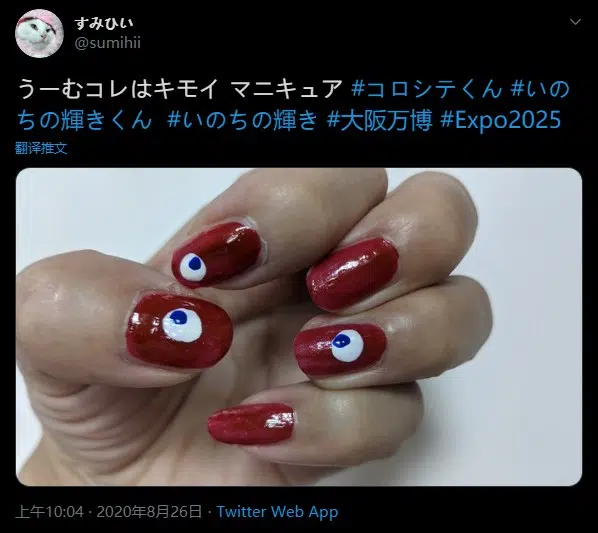 すみひい
@sumihii
うーむコレはキモイ マニキュア #コロシテくん #いの
ちの輝きくん #いのちの輝き #大阪万博 #Expo2025
翻译推文
上午10:04 · 2020年8月26日 · Twitter Web App